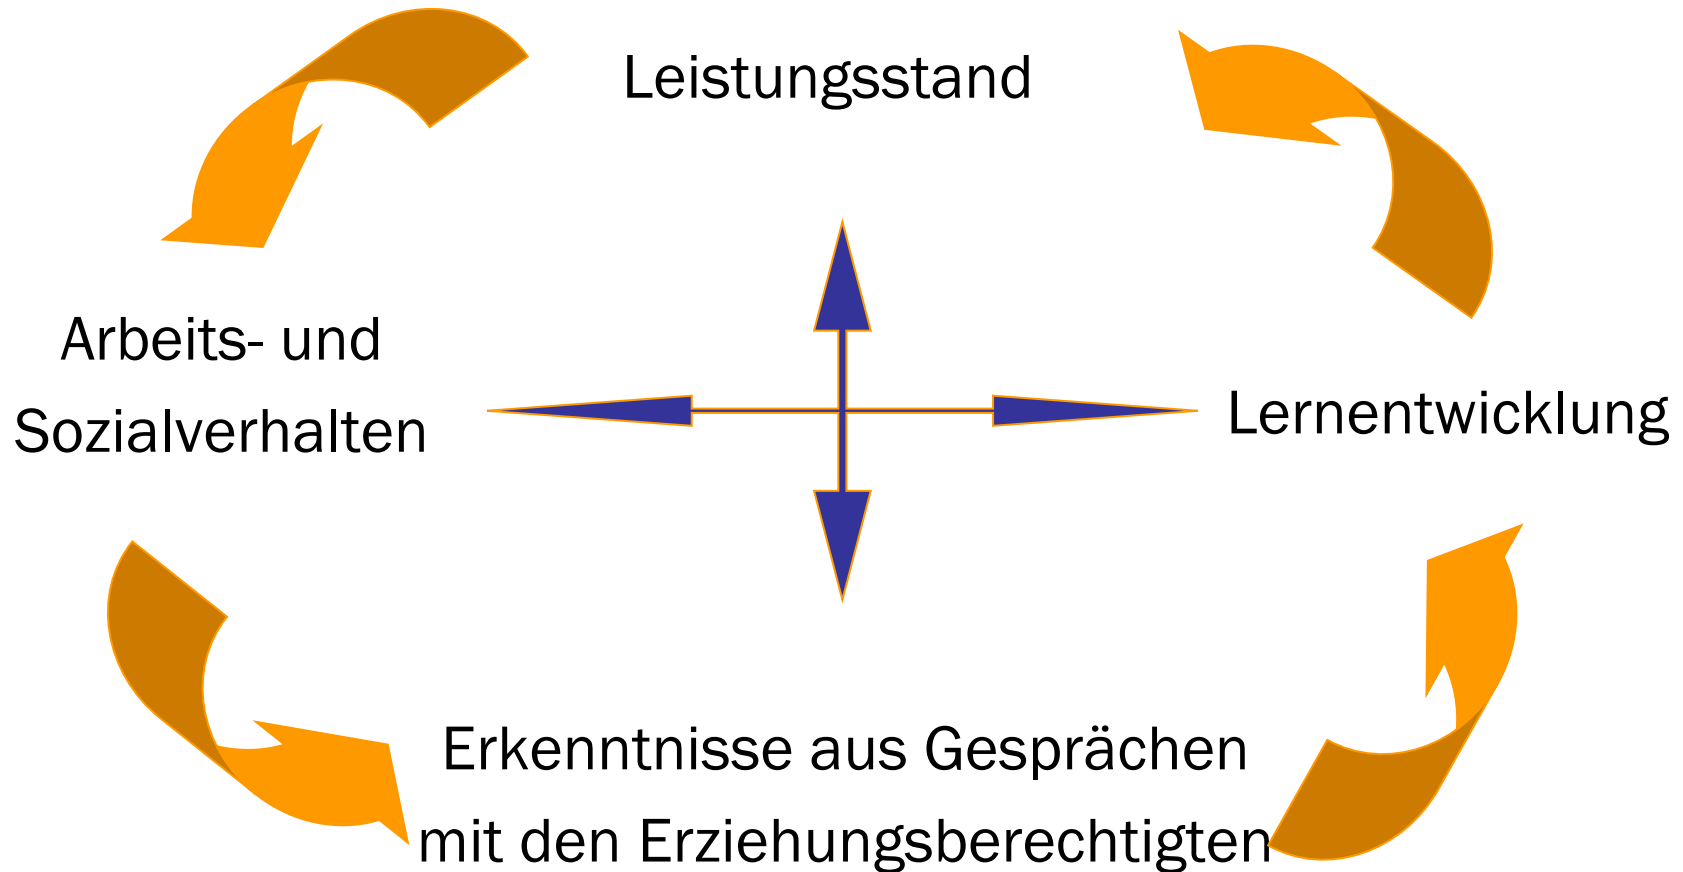 Leistungsstand
Arbeits- und
Sozialverhalten
Lernentwicklung
Erkenntnisse aus Gesprächen
mit den Erziehungsberechtigten